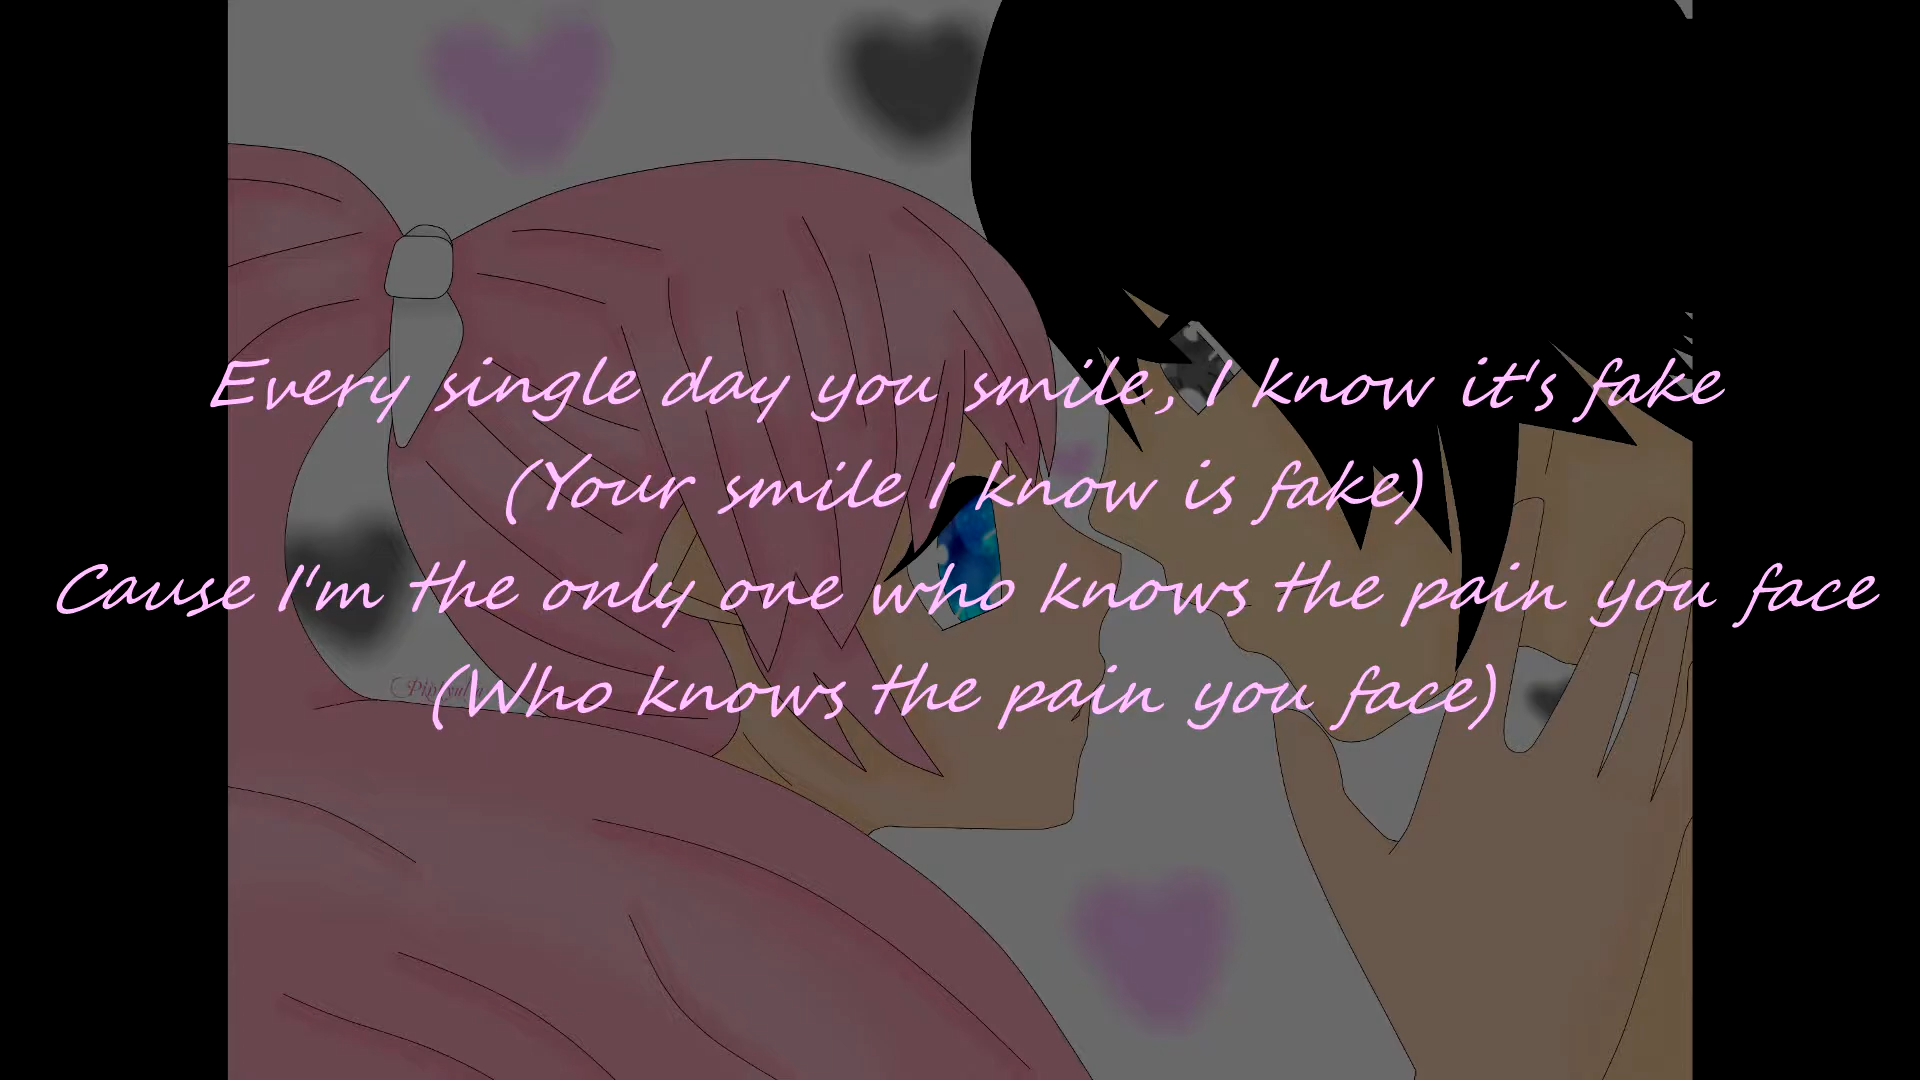 Every single day you smile, I know it's fake
(Your smile I know is fake)
Cause I'm the only one who knows the pain you face
(Who knows the pain you face)